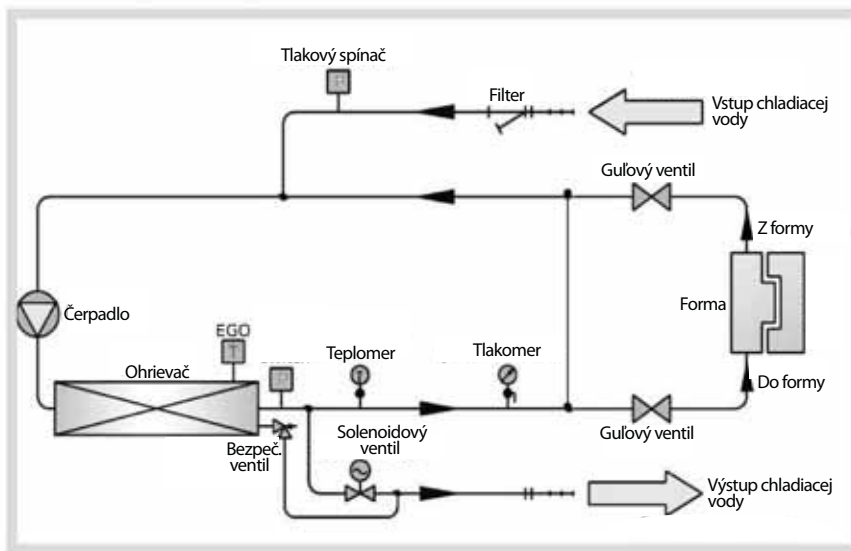 Tlakový spínač
P
Filter
Vstup chladiacej
vody
Guľový ventil
Z formy
Čerpadlo
Forma
EGO
T
Teplomer
Tlakomer
Ohrievač
P
Do formy
Bezpeč.
ventil
Solenoidový
ventil
Guľový ventil
Výstup chladiacej
vody